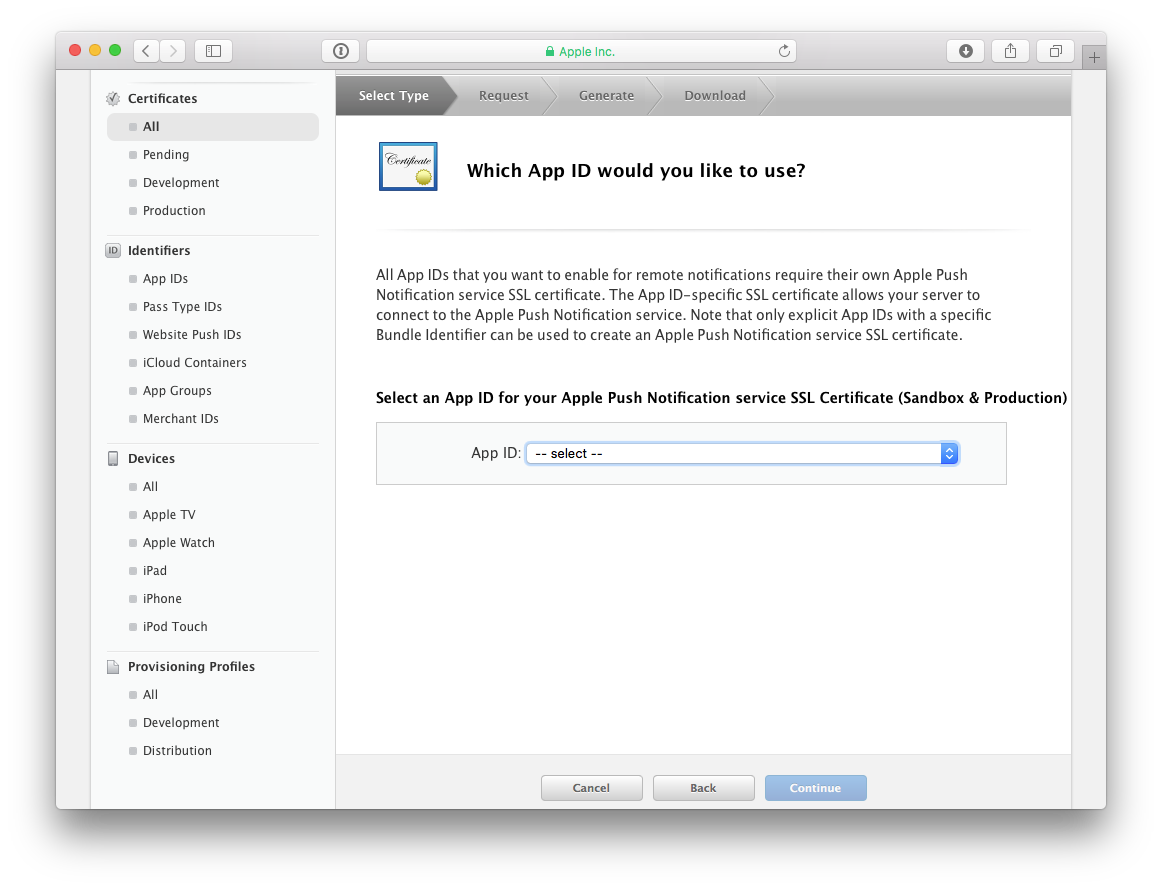 Apple Inc.
Certificates
All
Pending
Development
Production
ID
Identifiers
App IDs
Pass Type IDs
Website Push IDs
iCloud Containers
App Groups
Merchant IDs
Devices
All
Apple TV
Apple Watch
iPad
iPhone
iPod Touch
Provisioning Profiles
All
Development
Distribution
Select Type
Request
Generate
Download
Certificate
Which App ID would you like to use?
All App IDs that you want to enable for remote notifications require their own Apple Push
Notification service SSL certificate. The App ID-specific SSL certificate allows your server to
connect to the Apple Push Notification service. Note that only explicit App IDs with a specific
Bundle Identifier can be used to create an Apple Push Notification service SSL certificate.
Select an App ID for your Apple Push Notification service SSL Certificate (Sandbox & Production)
App ID: -- select --
Cancel
Back
Continue